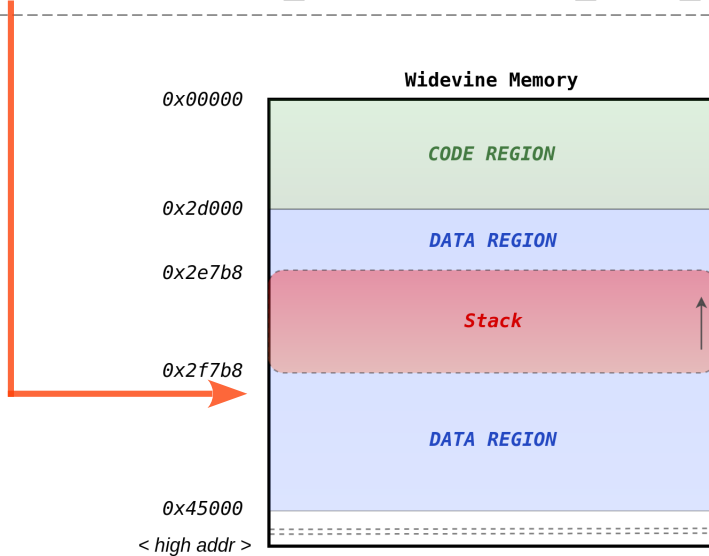 Widevine Memory
0x00000
CODE REGION
0x2d000
DATA REGION
0x2e7b8
Stack
0x2f7b8
DATA REGION
0x45000
< high addr >